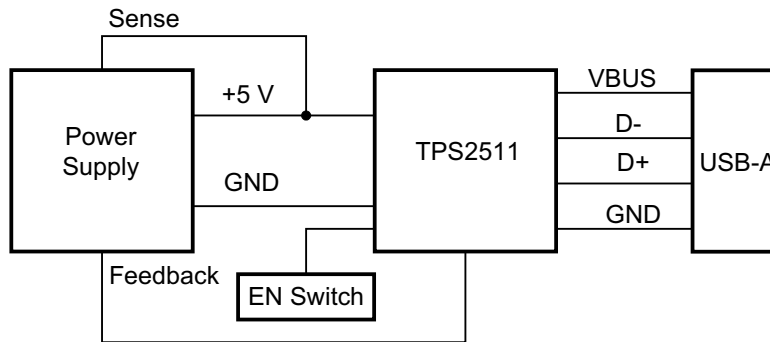 Sense
+5 V
VBUS
Power
Supply
TPS2511
D-
D+
USB-A
GND
GND
Feedback
EN Switch